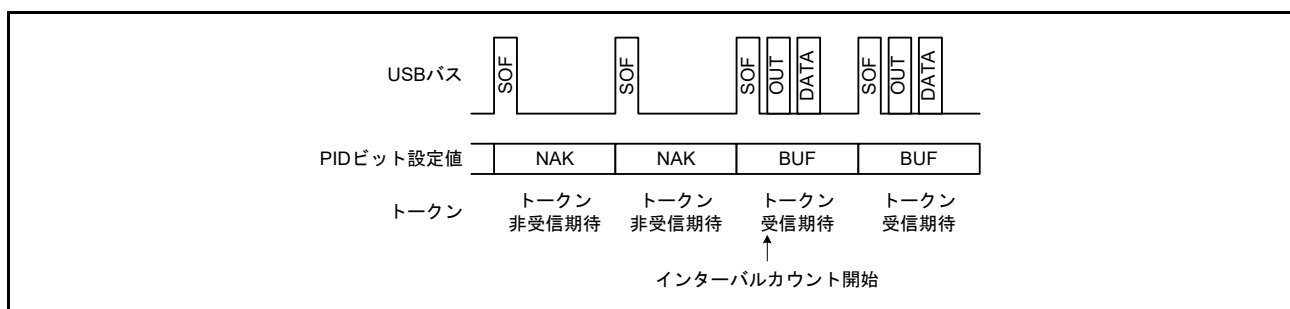 USBバス SOF SOF SOF OUT DATA SOF OUT DATA
PIDビット設定値 NAK NAK BUF BUF
トークン トークン トークン トークン トークン
非受信期待 非受信期待 受信期待 受信期待
インターバルカウント開始